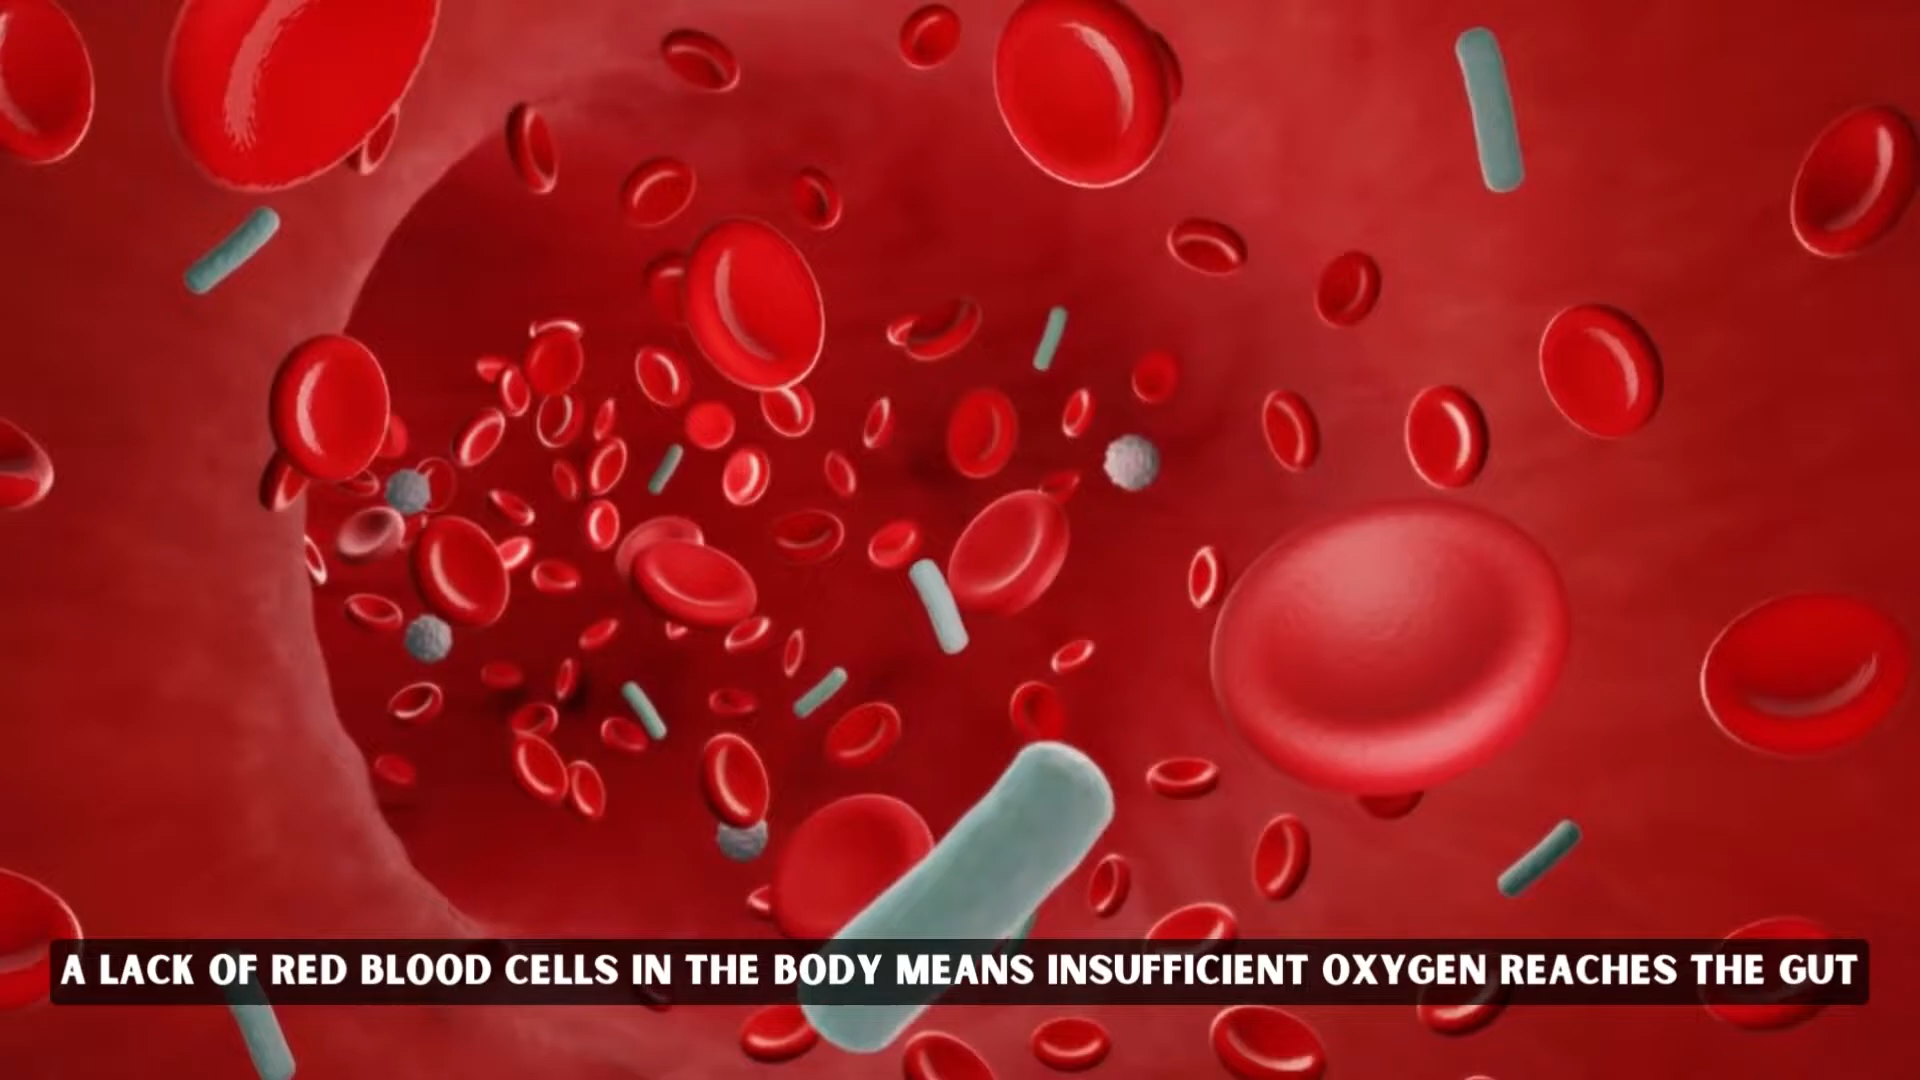 A LACK OF RED BLOOD CELLS IN THE BODY MEANS INSUFFICIENT OXYGEN REACHES THE GUT